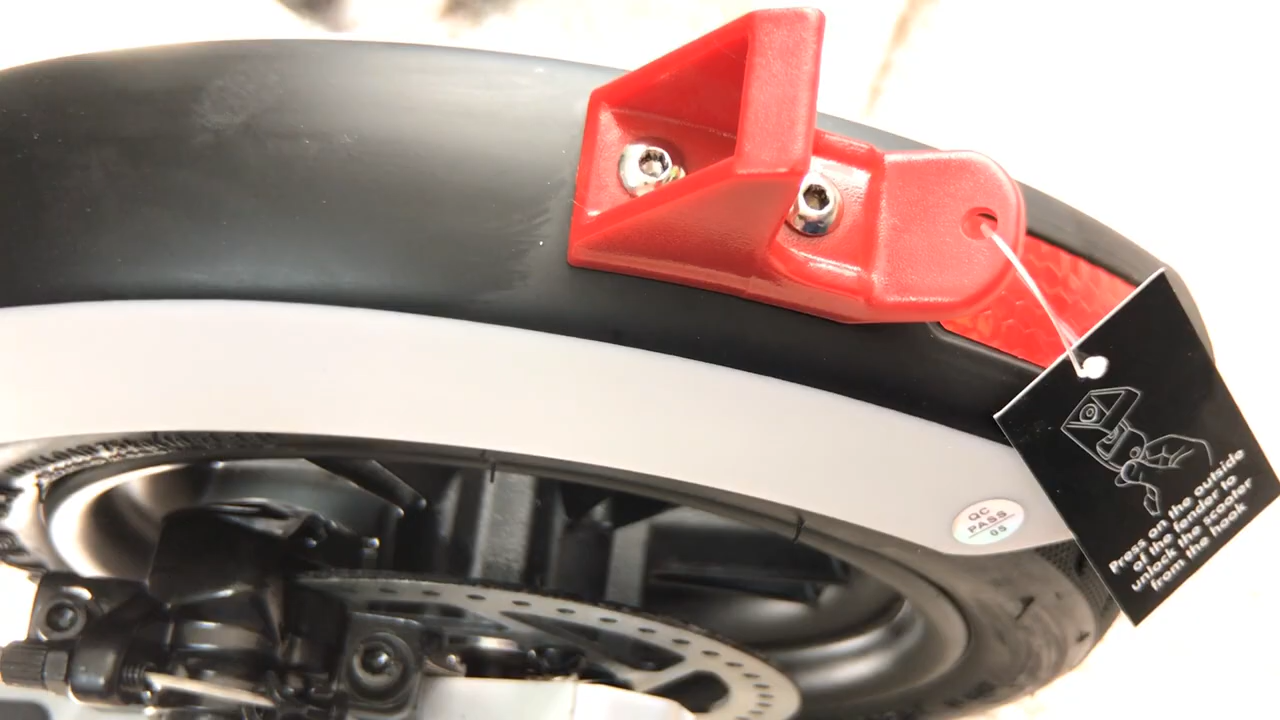 Press on the outside
of the fender to
unlock the scooter
from the hook
QC
PASS
05